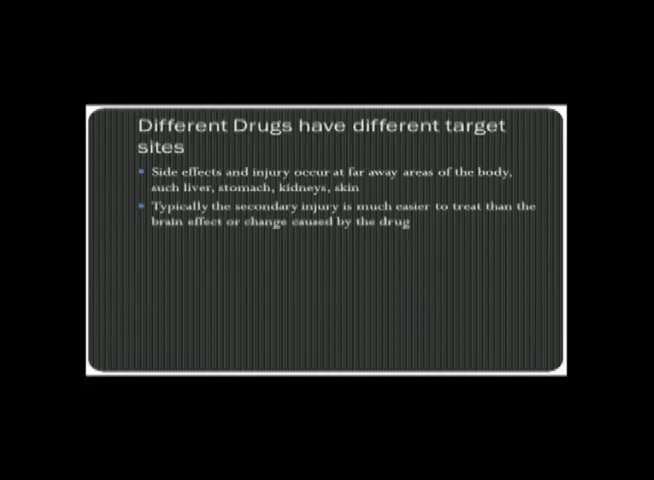 Different Drugs have different target
sites
Side effects and injury occur at far away areas of the body,
such liver, stomach, kidneys, skin
Typically the secondary injury is much easier to treat than the
brain effect or change caused by the drug